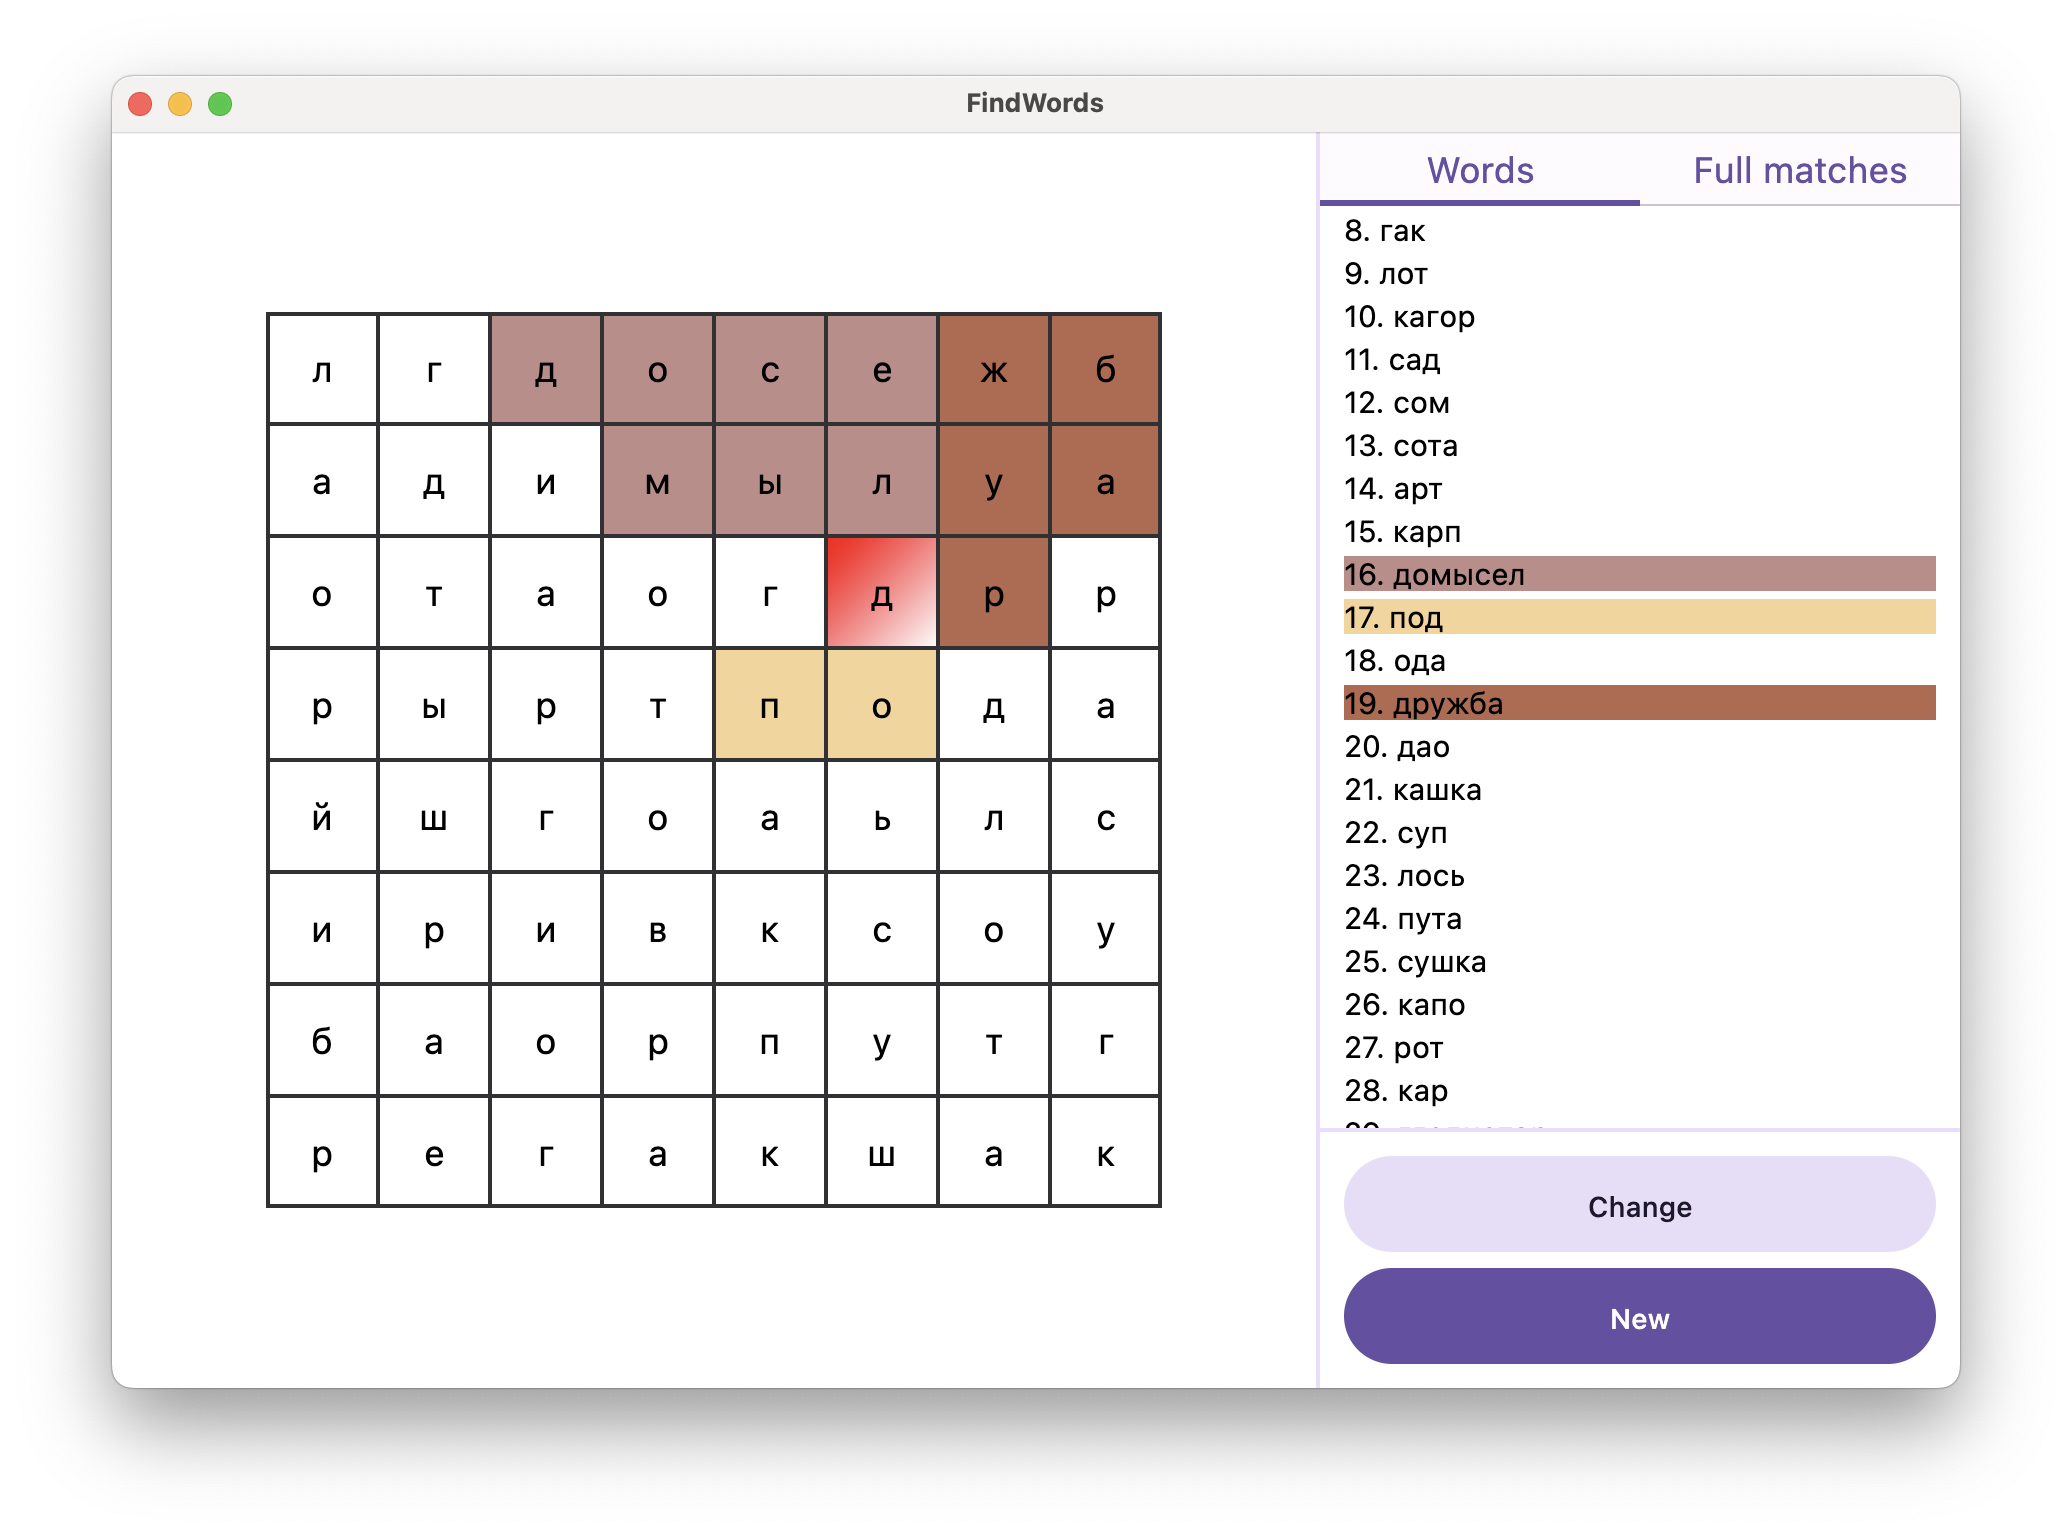 FindWords
Words Full matches
л г д о с е ж б
а д и м ы л у а
о т а о г д р р
р ы р т п о д а
й ш г о а ь л с
и р и в к с о у
б а о р п у т г
р е г а к ш а к
8. гак
9. лот
10. кагор
11. сад
12. сом
13. сота
14. арт
15. карп
16. домысел
17. под
18. ода
19. дружба
20. дао
21. кашка
22. суп
23. лось
24. пута
25. сушка
26. капо
27. рот
28. кар
Change
New